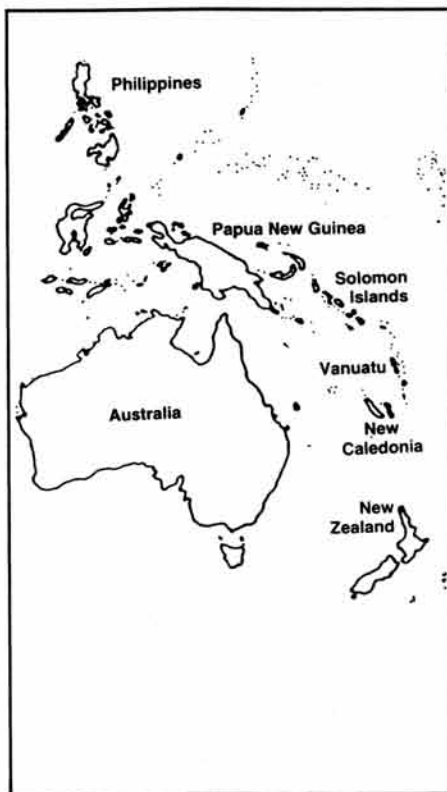 Philippines
Papua New Guinea
Solomon
Islands
Vanuatu
Australia
New
Caledonia
New
Zealand